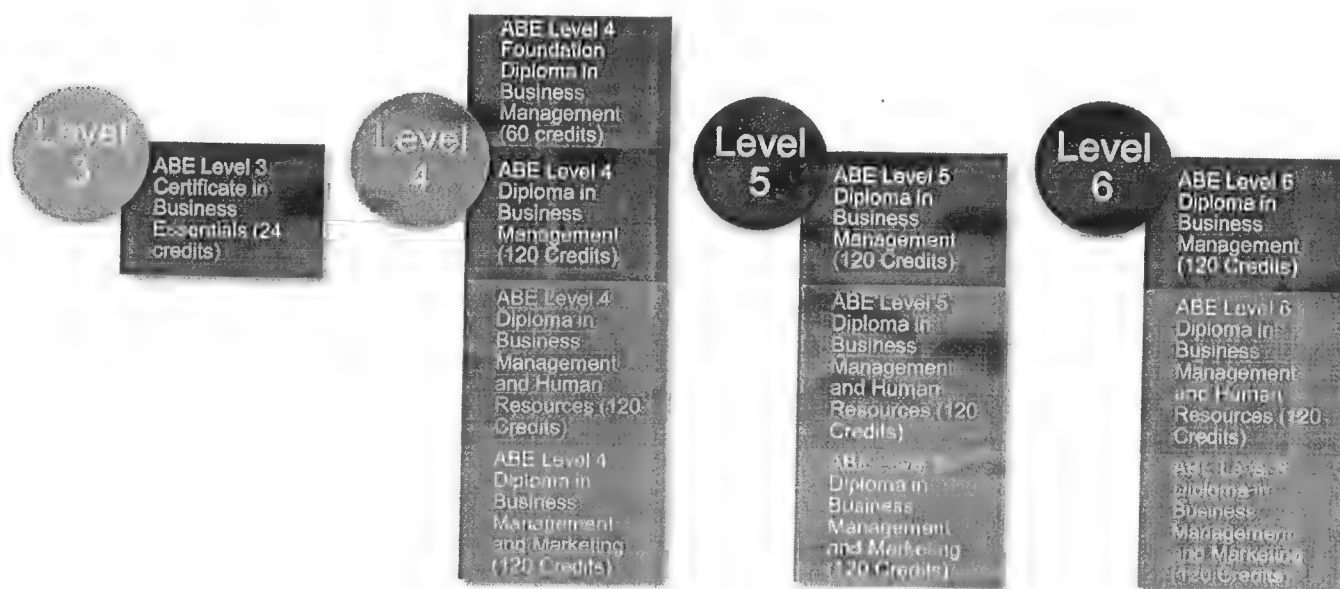 Level
3
ABE Level 3
Certificate in
Business
Essentials (24
credits)
Level
4
ABE Level 4
Foundation
Diploma in
Business
Management
(60 credits)
ABE Level 4
Diploma in
Business
Management
(120 Credits)
ABE Level 4
Diploma in
Business
Management
and Human
Resources (120
Credits)
ABE Level 4
Diploma in
Business
Management
and Marketing
(120 Credits)
Level
5
ABE Level 5
Diploma in
Business
Management
(120 Credits)
ABE Level 5
Diploma in
Business
Management
and Human
Resources (120
Credits)
ABE Level
Diploma in
Business
Management
and Marketing
(120 Credits)
Level
6
ABE Level 6
Diploma in
Business
Management
(120 Credits)
ABE Level 6
Diploma in
Business
Management
and Human
Resources (120
Credits)
ABE Level
Diploma in
Business
Management
and Marketing
(120 Credits)